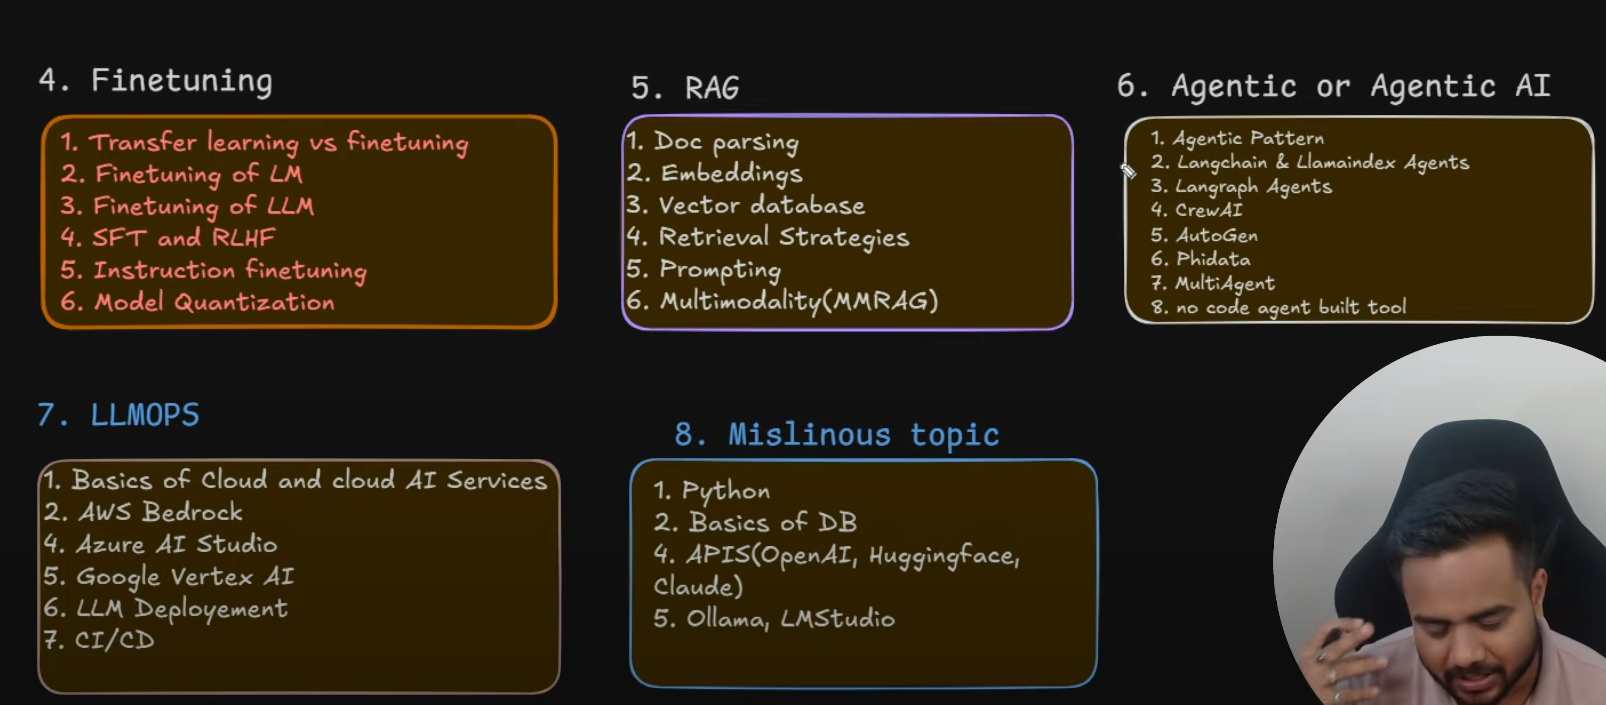 4. Finetuning
1. Transfer learning vs finetuning
2. Finetuning of LM
3. Finetuning of LLM
4. SFT and RLHF
5. Instruction finetuning
6. Model Quantization
5. RAG
1. Doc parsing
2. Embeddings
3. Vector database
4. Retrieval Strategies
5. Prompting
6. Multimodality(MMRAG)
6. Agentic or Agentic AI
1. Agentic Pattern
2. Langchain & Llamaindex Agents
3. Langraph Agents
4. CrewAI
5. AutoGen
6. Phidata
7. MultiAgent
8. no code agent built tool
7. LLMOPS
1. Basics of Cloud and cloud AI Services
2. AWS Bedrock
4. Azure AI Studio
5. Google Vertex AI
6. LLM Deployement
7. CI/CD
8. Mislinous topic
1. Python
2. Basics of DB
4. APIS(OpenAI, Huggingface,
Claude)
5. Ollama, LMStudio